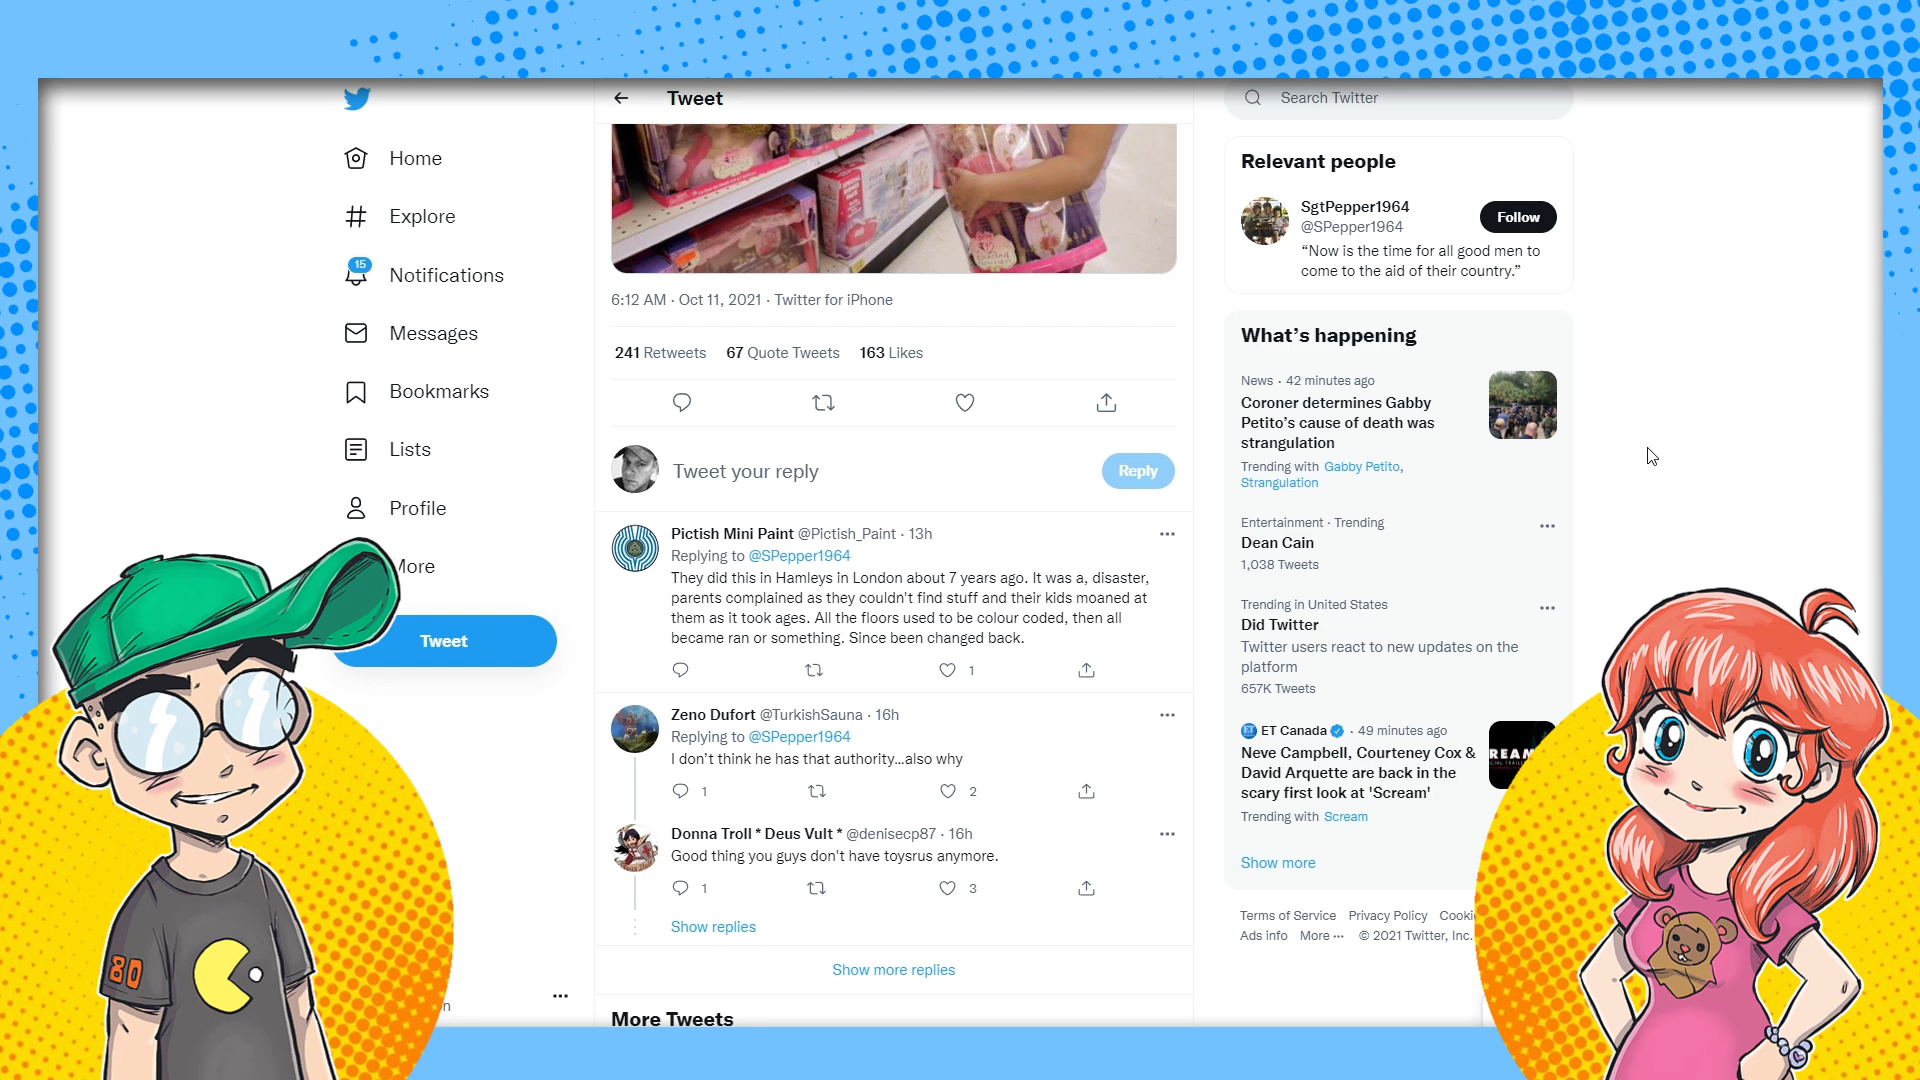 Tweet
Search Twitter
Home
Explore
15
Notifications
Messages
Bookmarks
Lists
Profile
More
Tweet
6:12 AM · Oct 11, 2021 · Twitter for iPhone
241 Retweets 67 Quote Tweets 163 Likes
Tweet your reply
Reply
Pictish Mini Paint @Pictish_Paint · 13h
Replying to @SPepper1964
They did this in Hamleys in London about 7 years ago. It was a, disaster,
parents complained as they couldn't find stuff and their kids moaned at
them as it took ages. All the floors used to be colour coded, then all
became ran or something. Since been changed back.
1
Zeno Dufort @TurkishSauna · 16h
Replying to @SPepper1964
I don't think he has that authority...also why
1 2
Donna Troll * Deus Vult * @denisecp87 · 16h
Good thing you guys don't have toysrus anymore.
1 3
Show replies
Show more replies
More Tweets
Relevant people
SgtPepper1964
@SPepper1964
Follow
“Now is the time for all good men to
come to the aid of their country.”
What's happening
News · 42 minutes ago
Coroner determines Gabby
Petito's cause of death was
strangulation
Trending with Gabby Petito,
Strangulation
Entertainment · Trending
Dean Cain
1,038 Tweets
Trending in United States
Did Twitter
Twitter users react to new updates on the
platform
657K Tweets
ET Canada · 49 minutes ago
Neve Campbell, Courteney Cox &
David Arquette are back in the
scary first look at 'Scream'
Trending with Scream
Show more
Terms of Service Privacy Policy
Ads info More ··· © 2021 Twitter, Inc.
80